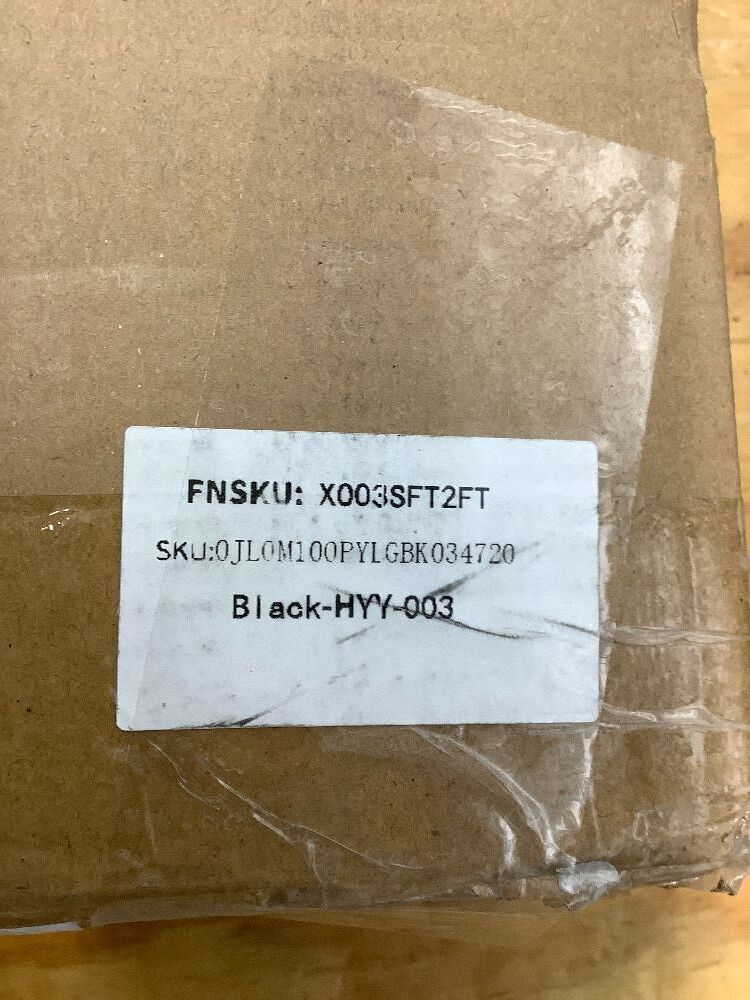 FNSKU: X003SFT2FT
SKU:0JL0M100PYLGBK034720
Black-HYY-003